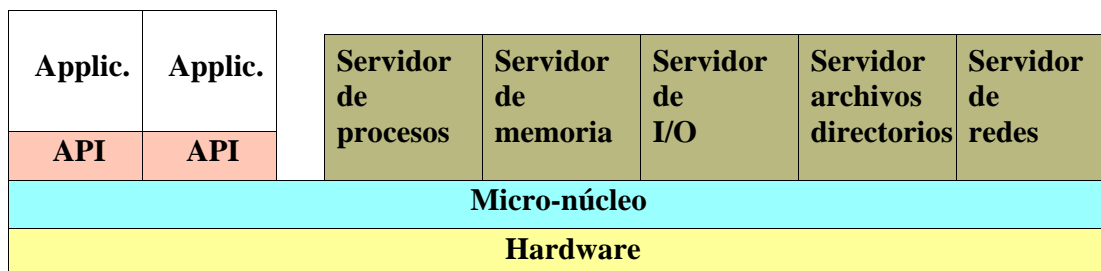 Applic.
Applic.
API
API
Servidor
de
procesos
Servidor
de
memoria
Servidor
de
I/O
Servidor
archivos
directorios
Servidor
de
redes
Micro-núcleo
Hardware